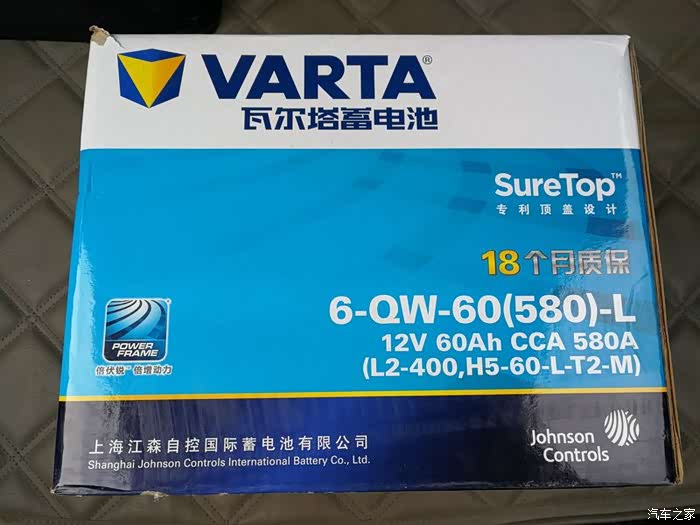 VARTA®
瓦尔塔蓄电池
SureTop™
专利顶盖设计
18个月质保
6-QW-60(580)-L
12V 60Ah CCA 580A
(L2-400,H5-60-L-T2-M)
POWER
FRAME
倍伏锐® 倍增动力
上海江森自控国际蓄电池有限公司
Shanghai Johnson Controls International Battery Co., Ltd.
Johnson
Controls
汽车之家